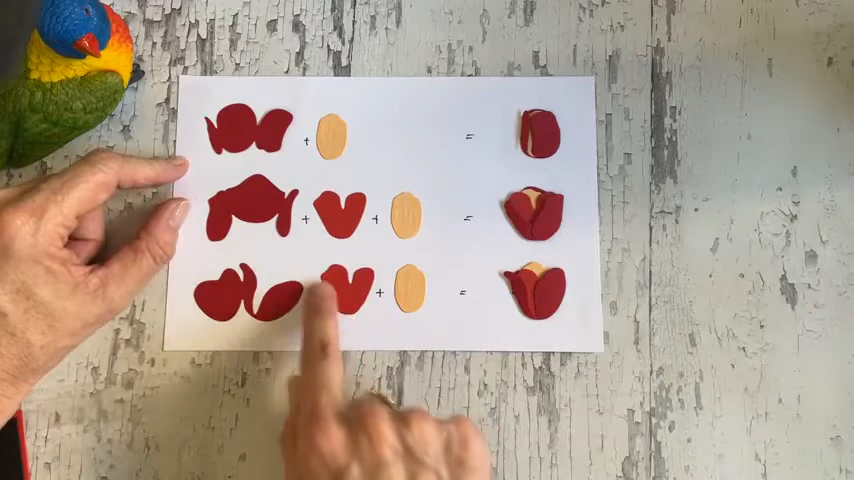 + =
+ + =
+ =